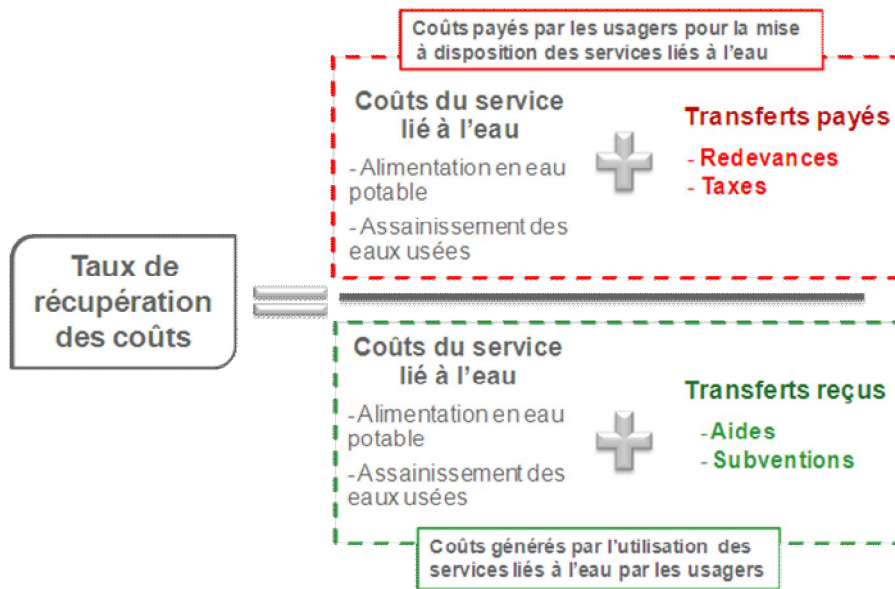 Coûts payés par les usagers pour la mise
à disposition des services liés à l'eau
Coûts du service
lié à l'eau
- Alimentation en eau
potable
- Assainissement des
eaux usées
Transferts payés
- Redevances
- Taxes
Taux de
récupération
des coûts
Coûts du service
lié à l'eau
- Alimentation en eau
potable
- Assainissement des
eaux usées
Transferts reçus
- Aides
- Subventions
Coûts générés par l'utilisation des
services liés à l'eau par les usagers